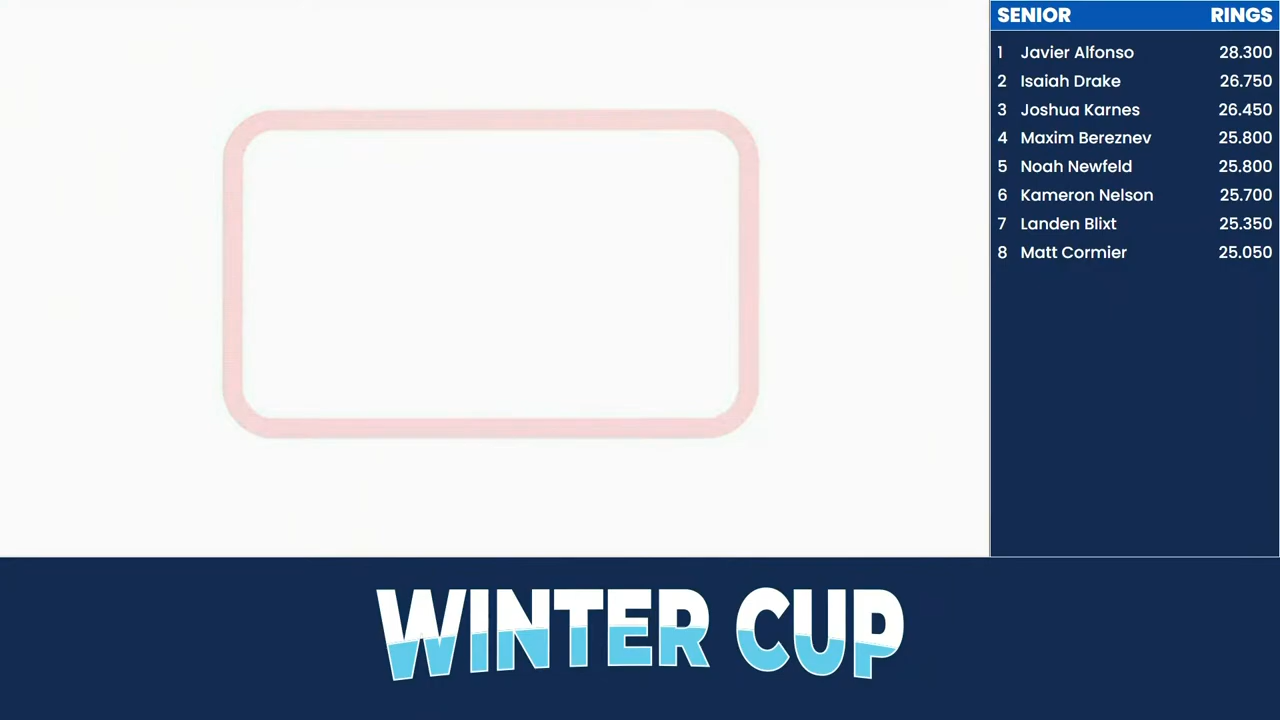 SENIOR RINGS
1 Javier Alfonso 28.300
2 Isaiah Drake 26.750
3 Joshua Karnes 26.450
4 Maxim Bereznev 25.800
5 Noah Newfeld 25.800
6 Kameron Nelson 25.700
7 Landen Blixt 25.350
8 Matt Cormier 25.050
WINTER CUP